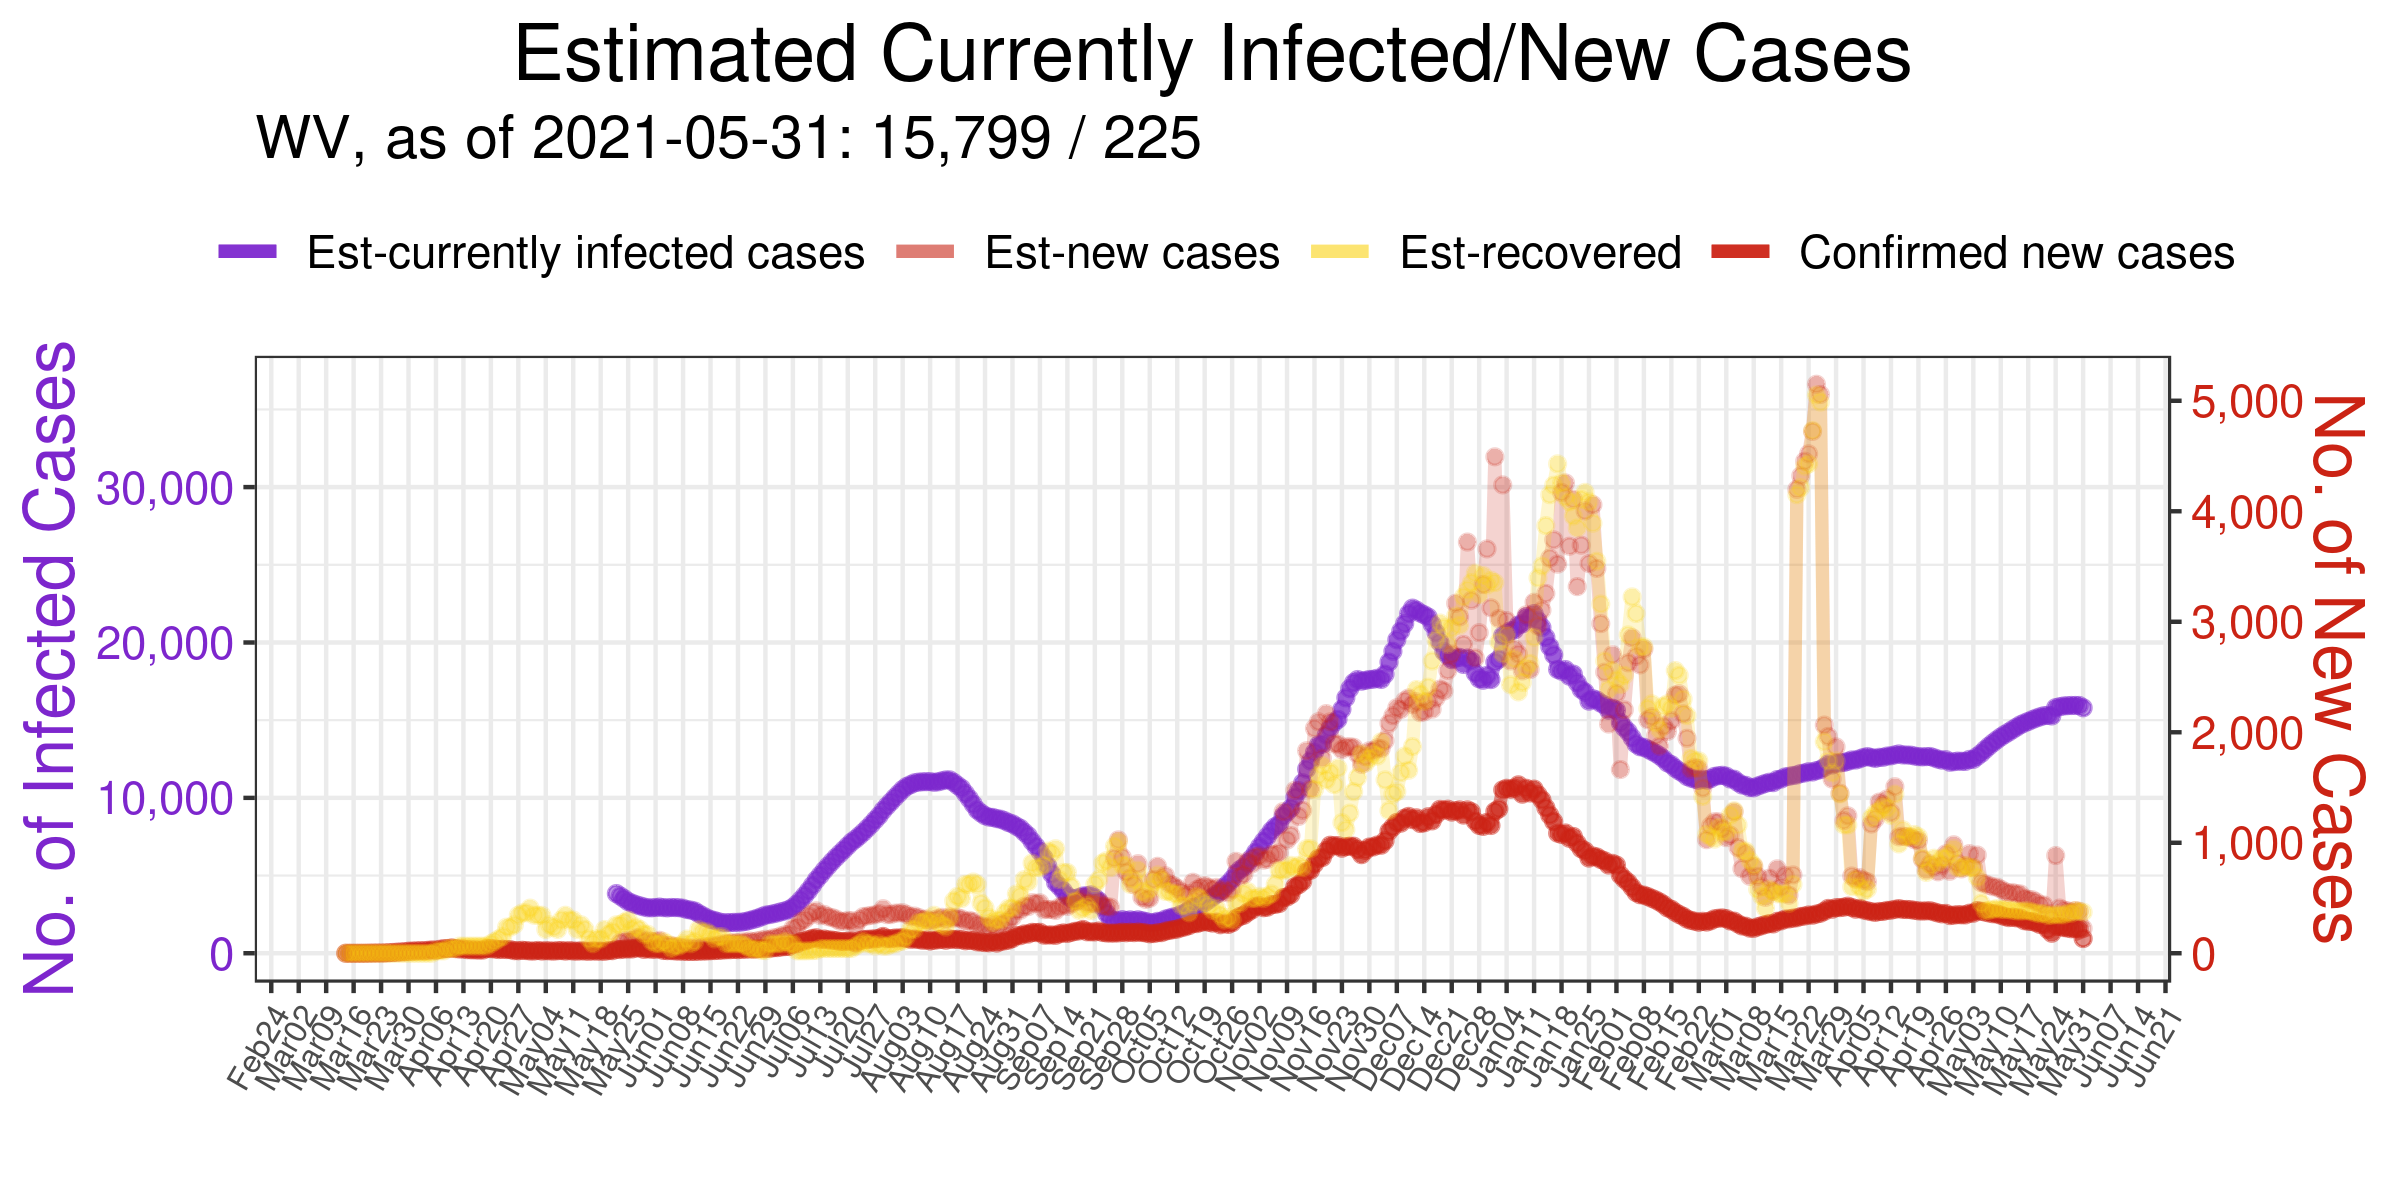 Estimated Currently Infected/New Cases
WV, as of 2021-05-31: 15,799 / 225
Est-currently infected cases Est-new cases Est-recovered Confirmed new cases
No. of Infected Cases
30,000
20,000
10,000
0
5,000
4,000
3,000
2,000
1,000
0
No. of New Cases
Feb24 Mar02 Mar09 Mar16 Mar23 Mar30 Apr06 Apr13 Apr20 Apr27 May04 May11 May18 May25 Jun01 Jun08 Jun15 Jun22 Jun29 Jul06 Jul13 Jul20 Jul27 Aug03 Aug10 Aug17 Aug24 Aug31 Sep07 Sep14 Sep21 Sep28 Oct05 Oct12 Oct19 Oct26 Nov02 Nov09 Nov16 Nov23 Nov30 Dec07 Dec14 Dec21 Dec28 Jan04 Jan11 Jan18 Jan25 Feb01 Feb08 Feb15 Feb22 Mar01 Mar08 Mar15 Mar22 Mar29 Apr05 Apr12 Apr19 Apr26 May03 May10 May17 May24 May31 Jun07 Jun14 Jun21